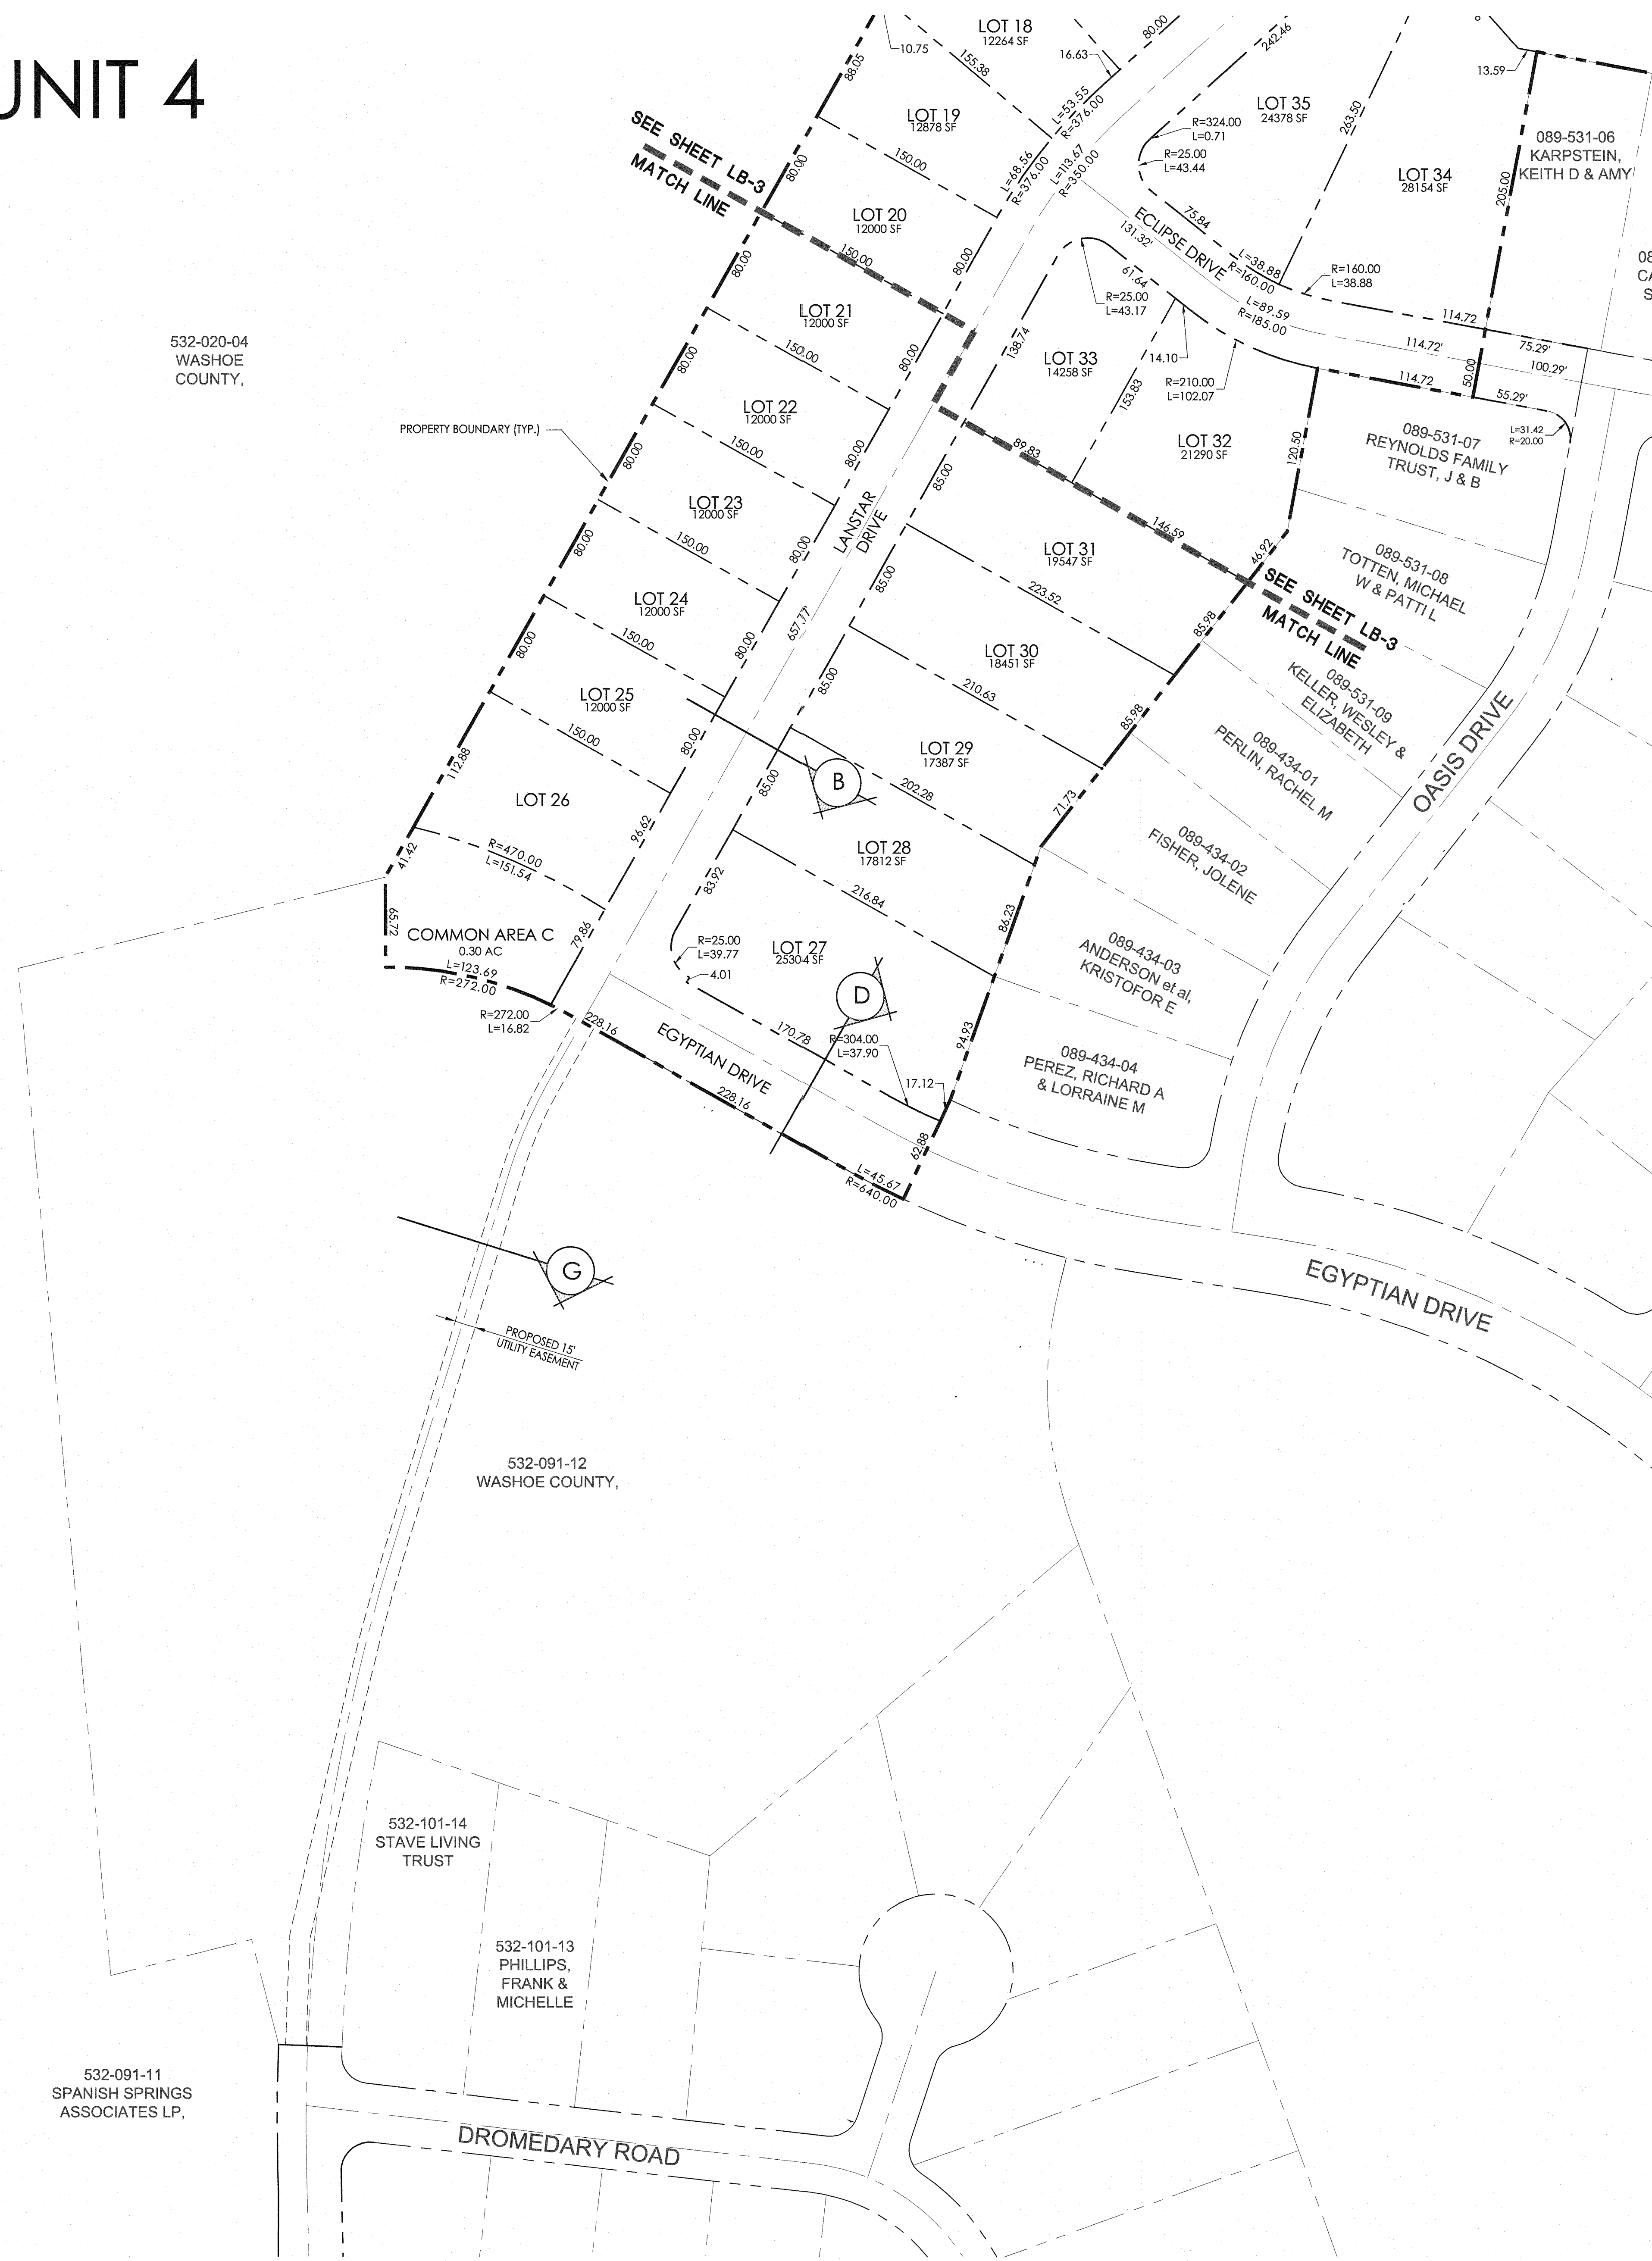 UNIT 4
LOT 18
12264 SF
10.75
155.38
16.63
80.00
88.05
242.46
13.59
LOT 19
12878 SF
L=53.55
R=376.00
R=324.00
L=0.71
LOT 35
24378 SF
263.50
SEE SHEET LB-3
MATCH LINE
80.00
150.00
L=68.56
R=376.00
L=113.67
R=350.00
R=25.00
L=43.44
LOT 34
28154 SF
205.00
089-531-06
KARPSTEIN,
KEITH D & AMY
LOT 20
12000 SF
75.84
ECLIPSE DRIVE
131.32'
80.00
150.00
80.00
61.64
L=38.88
R=160.00
R=160.00
L=38.88
R=25.00
L=43.17
L=89.59
R=185.00
114.72
75.29'
114.72'
100.29'
532-020-04
WASHOE
COUNTY,
LOT 21
12000 SF
80.00
150.00
80.00
138.74
LOT 33
14258 SF
14.10
153.83
R=210.00
L=102.07
114.72
50.00
55.29'
PROPERTY BOUNDARY (TYP.)
LOT 22
12000 SF
80.00
150.00
80.00
89.83
LOT 32
21290 SF
120.50
L=31.42
R=20.00
089-531-07
REYNOLDS FAMILY
TRUST, J & B
LOT 23
12000 SF
80.00
150.00
80.00
LANSTAR
DRIVE
85.00
146.59
46.92
LOT 31
19547 SF
089-531-08
TOTTEN, MICHAEL
W & PATTI L
SEE SHEET LB-3
MATCH LINE
LOT 24
12000 SF
80.00
150.00
80.00
657.77'
85.00
223.52
85.98
LOT 30
18451 SF
089-531-09
KELLER, WESLEY &
ELIZABETH
LOT 25
12000 SF
112.88
150.00
80.00
85.00
210.63
85.98
089-434-01
PERLIN, RACHEL M
OASIS DRIVE
LOT 29
17387 SF
B
85.00
202.28
71.73
LOT 26
96.62
R=470.00
L=151.54
41.42
LOT 28
17812 SF
089-434-02
FISHER, JOLENE
83.92
216.84
86.23
65.72
COMMON AREA C
0.30 AC
L=123.69
R=272.00
79.86
R=25.00
L=39.77
4.01
LOT 27
25304 SF
D
089-434-03
ANDERSON et al,
KRISTOFOR E
R=272.00
L=16.82
228.16
EGYPTIAN DRIVE
170.78
R=304.00
L=37.90
94.93
17.12
089-434-04
PEREZ, RICHARD A
& LORRAINE M
228.16
62.88
L=45.67
R=640.00
G
EGYPTIAN DRIVE
PROPOSED 15'
UTILITY EASEMENT
532-091-12
WASHOE COUNTY,
532-101-14
STAVE LIVING
TRUST
532-101-13
PHILLIPS,
FRANK &
MICHELLE
532-091-11
SPANISH SPRINGS
ASSOCIATES LP,
DROMEDARY ROAD